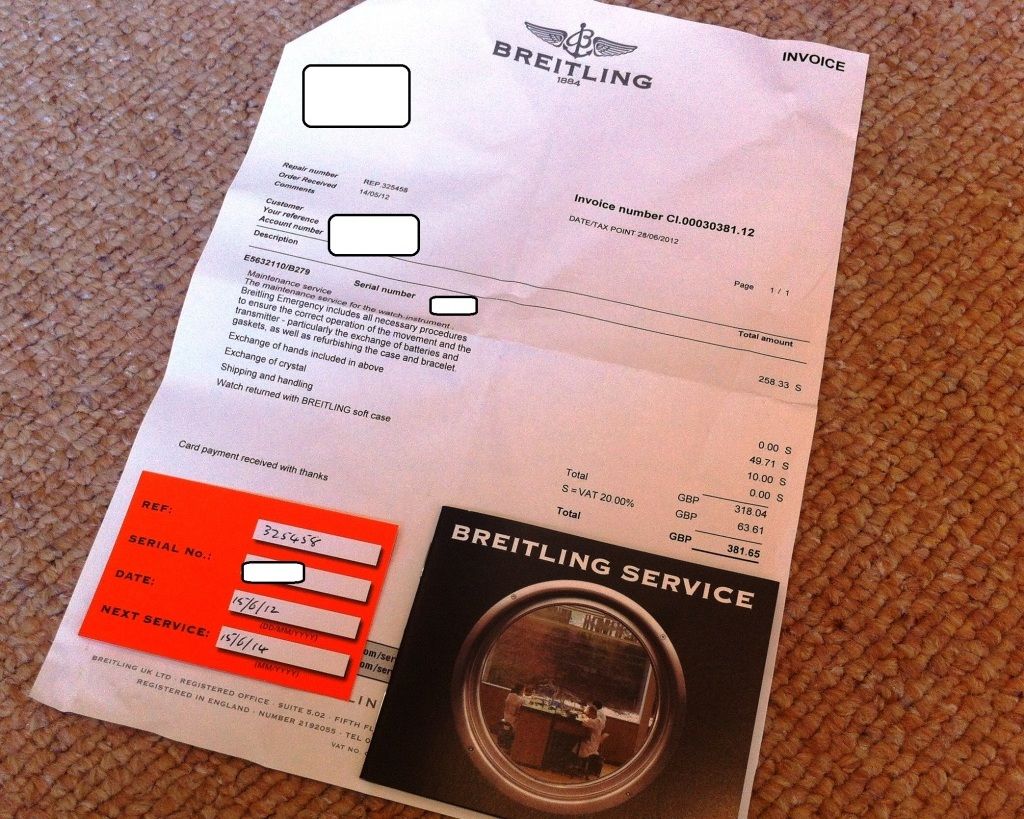 BREITLING
1884
INVOICE
Repair number REP 325458
Order Received 14/05/12
Comments
Invoice number CI.00030381.12
DATE/TAX POINT 28/06/2012
Customer
Your reference
Account number
Page 1 / 1
Description
Total amount
E5632110/B279 Serial number
Maintenance service 258.33 S
The maintenance service for the watch-instrument
Breitling Emergency includes all necessary procedures
to ensure the correct operation of the movement and the
transmitter - particularly the exchange of batteries and
gaskets, as well as refurbishing the case and bracelet.
Exchange of hands included in above 0.00 S
Exchange of crystal 49.71 S
Shipping and handling 10.00 S
Watch returned with BREITLING soft case 0.00 S
Total GBP 318.04
S = VAT 20.00% GBP 63.61
Total GBP 381.65
Card payment received with thanks
REF: 325458
SERIAL No.:
DATE: 15/6/12
(DD/MM/YYYY)
NEXT SERVICE: 15/6/14
(MM/YYYY)
BREITLING SERVICE
om/ser
om/ser
BREITLING UK LTD · REGISTERED OFFICE · SUITE 5.02 · FIFTH FL
REGISTERED IN ENGLAND · NUMBER 2192055 · TEL 0
VAT NO.